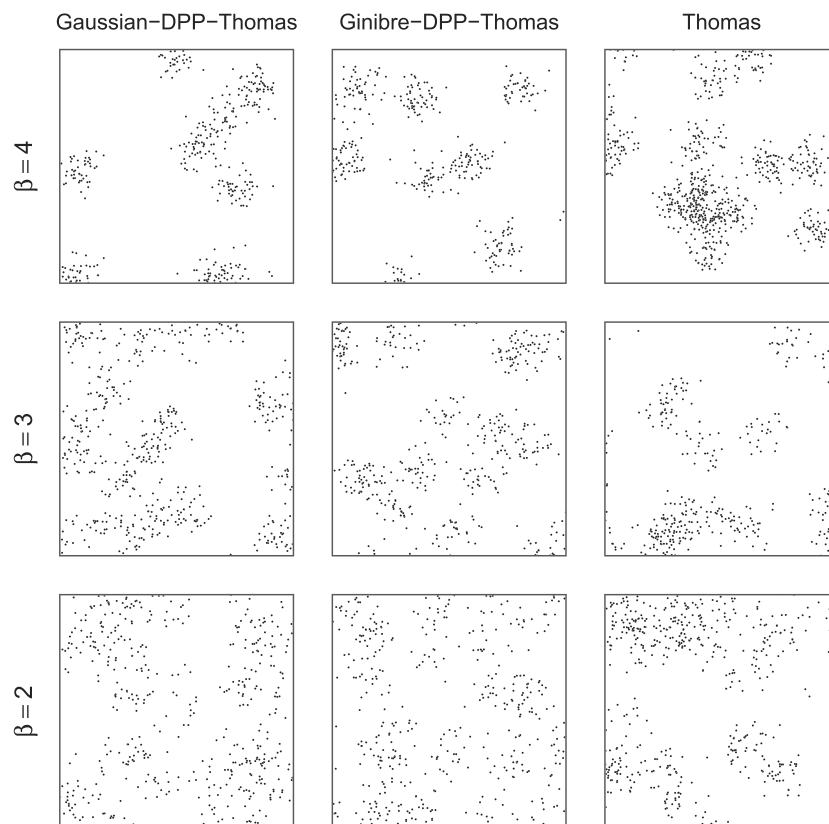 Gaussian−DPP−Thomas Ginibre−DPP−Thomas Thomas
β = 4
β = 3
β = 2